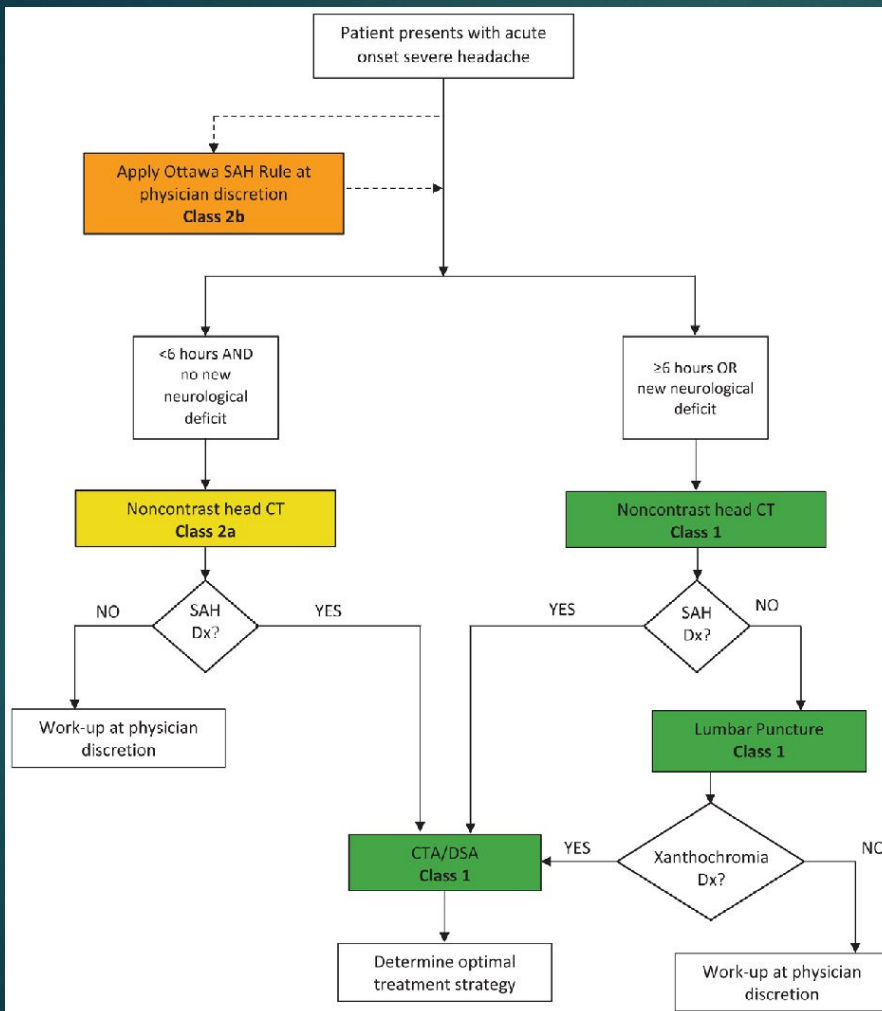 Patient presents with acute
onset severe headache
Apply Ottawa SAH Rule at
physician discretion
Class 2b
<6 hours AND
no new
neurological
deficit
≥6 hours OR
new neurological
deficit
Noncontrast head CT
Class 2a
Noncontrast head CT
Class 1
NO
SAH
Dx?
YES
YES
SAH
Dx?
NO
Work-up at physician
discretion
Lumbar Puncture
Class 1
CTA/DSA
Class 1
YES
Xanthochromia
Dx?
NO
Determine optimal
treatment strategy
Work-up at physician
discretion